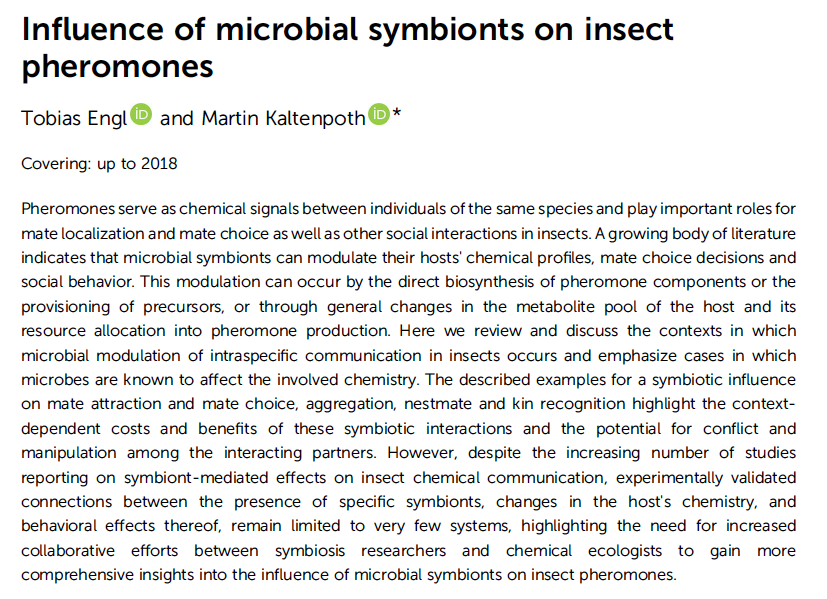 Influence of microbial symbionts on insect
pheromones
Tobias Engl iD and Martin Kaltenpoth iD *
Covering: up to 2018
Pheromones serve as chemical signals between individuals of the same species and play important roles for
mate localization and mate choice as well as other social interactions in insects. A growing body of literature
indicates that microbial symbionts can modulate their hosts' chemical profiles, mate choice decisions and
social behavior. This modulation can occur by the direct biosynthesis of pheromone components or the
provisioning of precursors, or through general changes in the metabolite pool of the host and its
resource allocation into pheromone production. Here we review and discuss the contexts in which
microbial modulation of intraspecific communication in insects occurs and emphasize cases in which
microbes are known to affect the involved chemistry. The described examples for a symbiotic influence
on mate attraction and mate choice, aggregation, nestmate and kin recognition highlight the context-
dependent costs and benefits of these symbiotic interactions and the potential for conflict and
manipulation among the interacting partners. However, despite the increasing number of studies
reporting on symbiont-mediated effects on insect chemical communication, experimentally validated
connections between the presence of specific symbionts, changes in the host's chemistry, and
behavioral effects thereof, remain limited to very few systems, highlighting the need for increased
collaborative efforts between symbiosis researchers and chemical ecologists to gain more
comprehensive insights into the influence of microbial symbionts on insect pheromones.